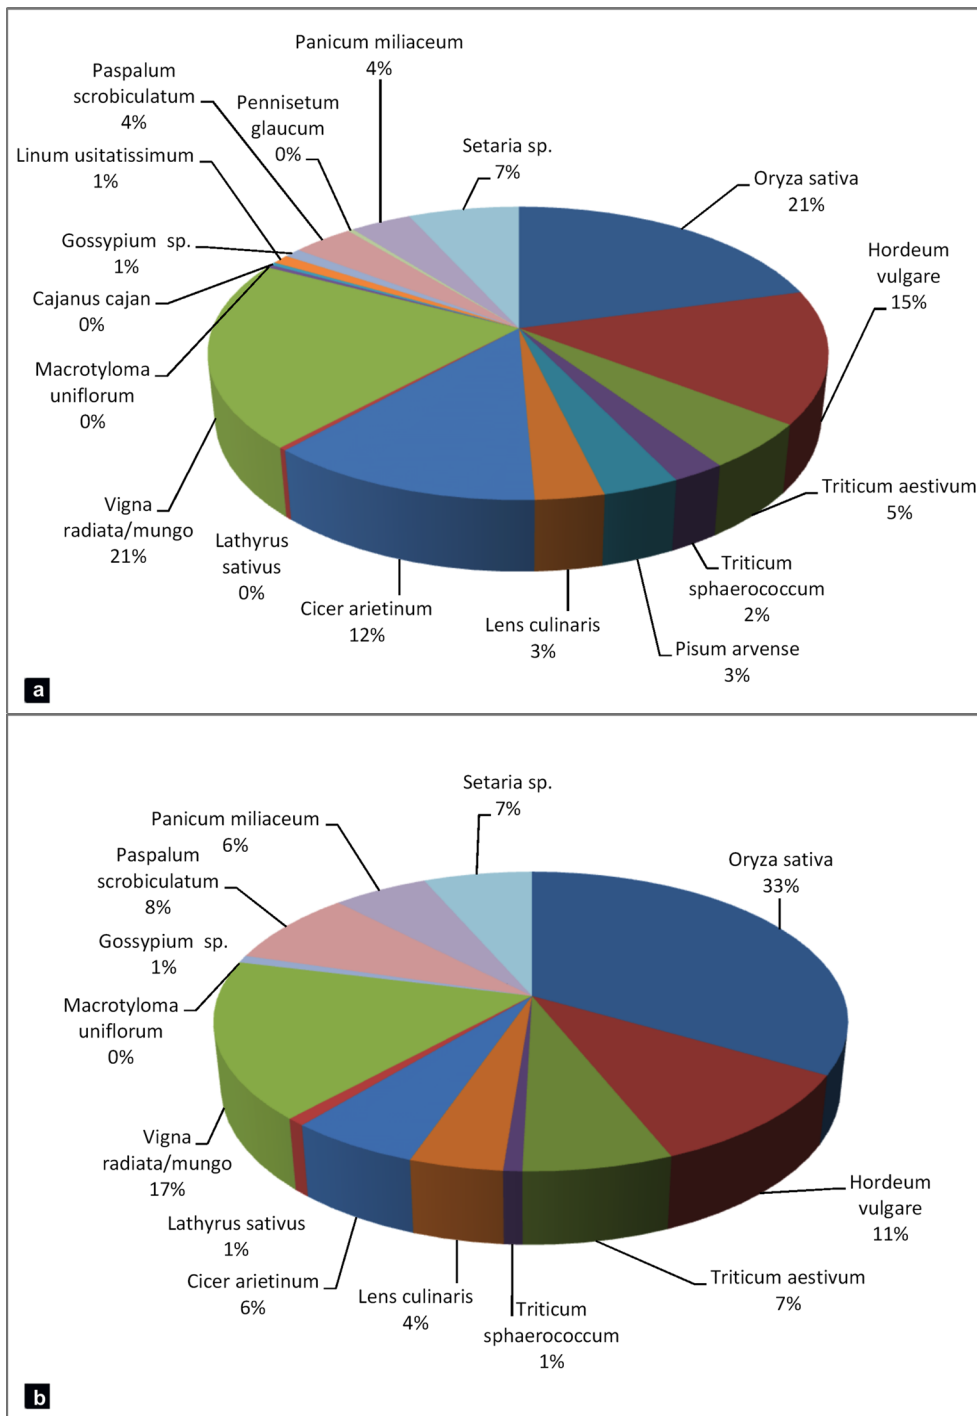 Panicum miliaceum
4%
Paspalum
scrobiculatum
4%
Pennisetum
glaucum
0%
Setaria sp.
7%
Oryza sativa
21%
Linum usitatissimum
1%
Hordeum
vulgare
15%
Gossypium  sp.
1%
Cajanus cajan
0%
Macrotyloma
uniflorum
0%
Vigna
radiata/mungo
21%
Lathyrus
sativus
0%
Cicer arietinum
12%
Lens culinaris
3%
Pisum arvense
3%
Triticum
sphaerococcum
2%
Triticum aestivum
5%
a
Setaria sp.
7%
Panicum miliaceum
6%
Paspalum
scrobiculatum
8%
Oryza sativa
33%
Gossypium  sp.
1%
Macrotyloma
uniflorum
0%
Vigna
radiata/mungo
17%
Lathyrus sativus
1%
Cicer arietinum
6%
Lens culinaris
4%
Triticum
sphaerococcum
1%
Triticum aestivum
7%
Hordeum
vulgare
11%
b